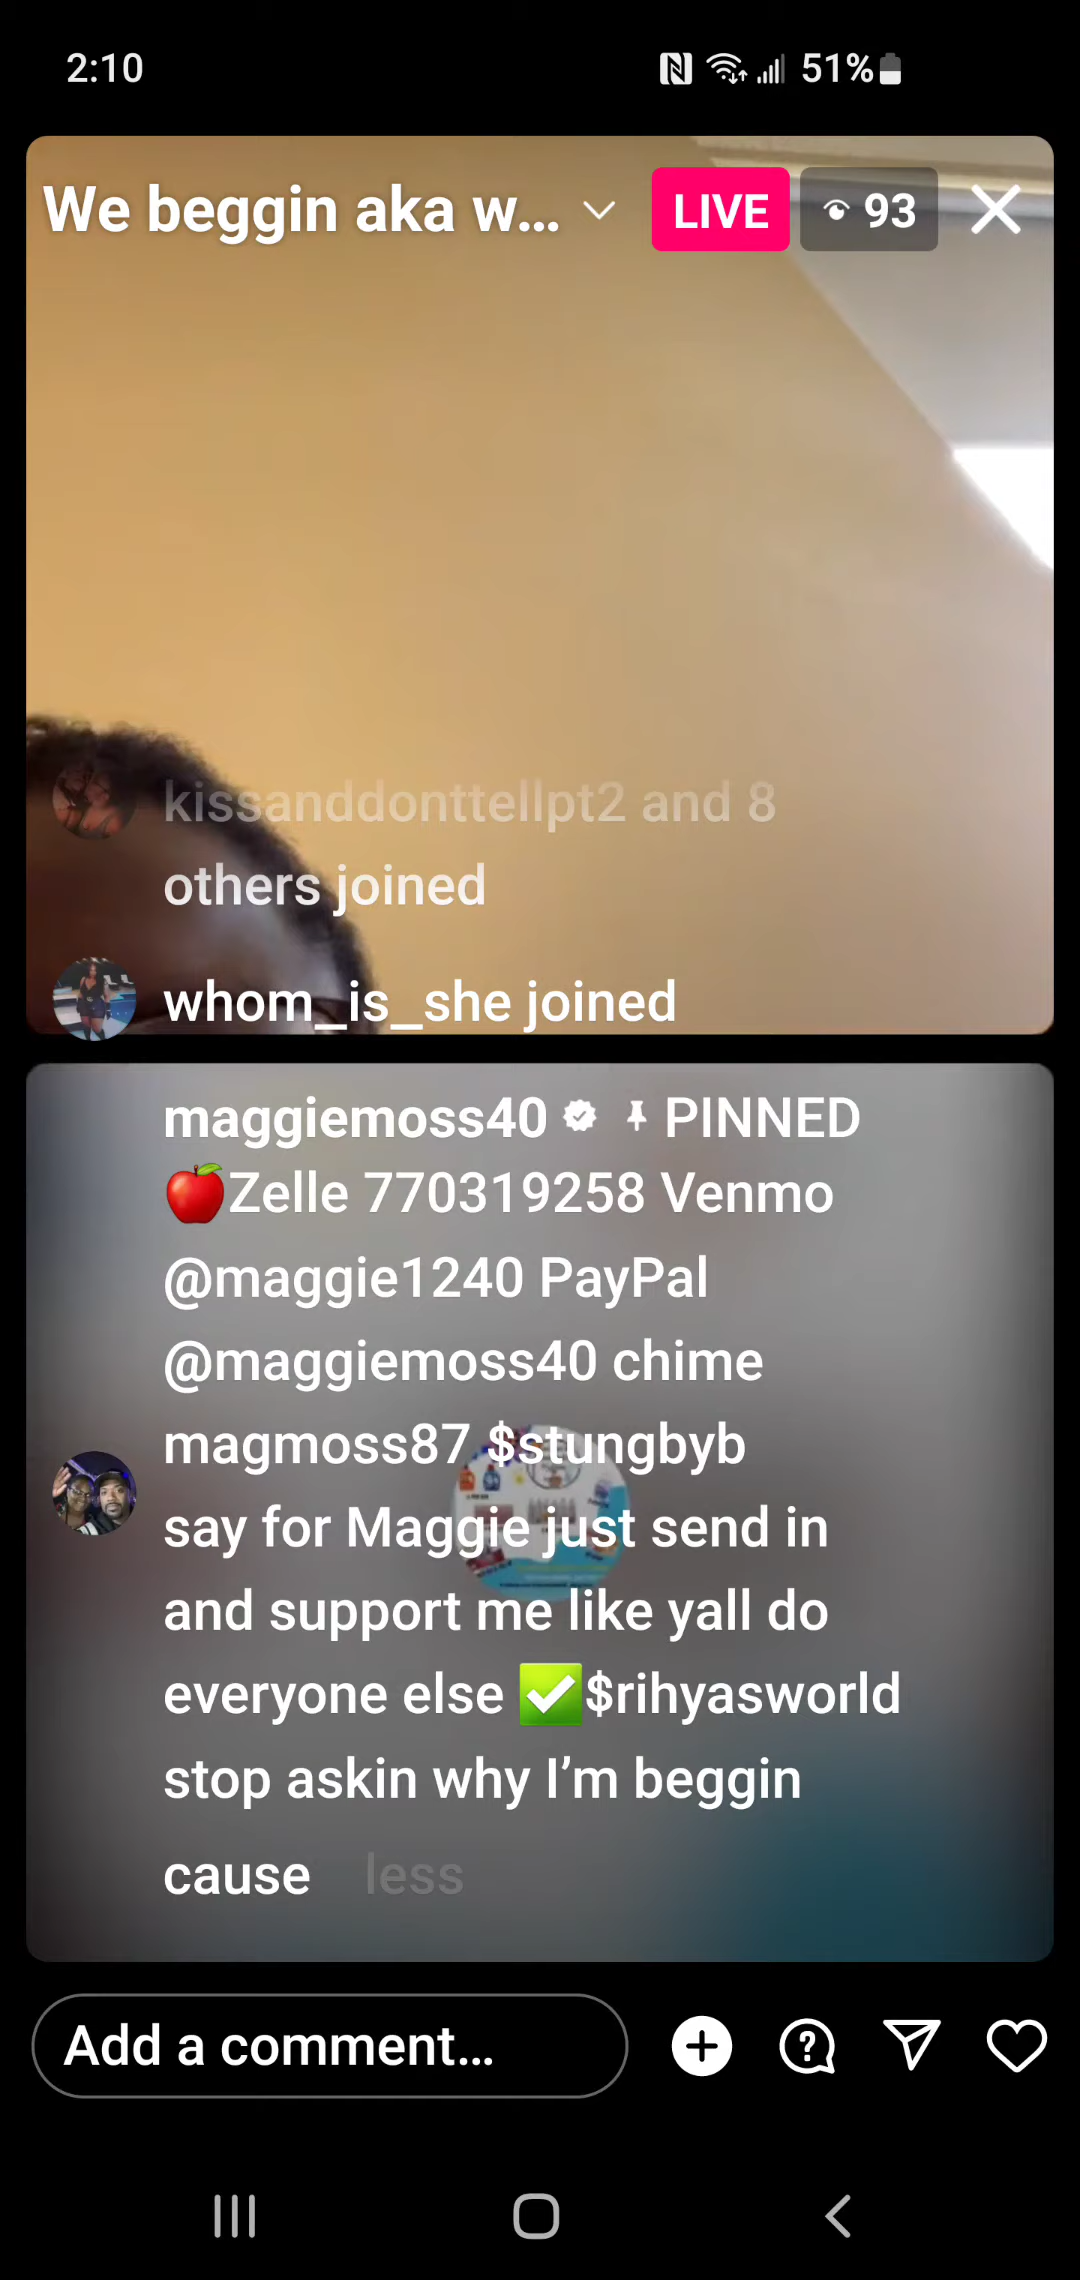 2:10 51%
We beggin aka w... LIVE 93
kissanddonttellpt2 and 8
others joined
whom_is_she joined
maggiemoss40 PINNED
🍎Zelle 770319258 Venmo
@maggie1240 PayPal
@maggiemoss40 chime
magmoss87 $stungbyb
say for Maggie just send in
and support me like yall do
everyone else ✅$rihyasworld
stop askin why I’m beggin
cause less
Add a comment...